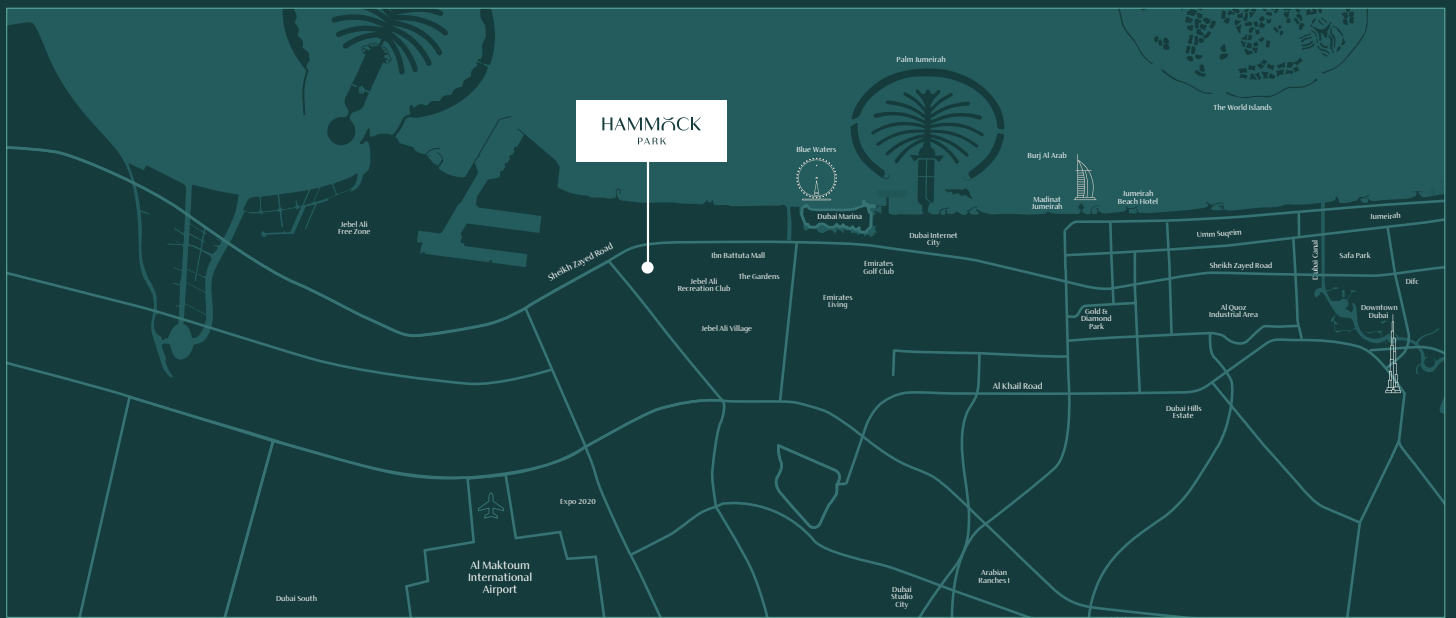 Palm Jumeirah
The World Islands
HAMMOCK
PARK
Blue Waters
Burj Al Arab
Madinat
Jumeirah
Jumeirah
Beach Hotel
Dubai Marina
Jumeirah
Jebel Ali
Free Zone
Dubai Internet
City
Umm Suqeim
Sheikh Zayed Road
Ibn Battuta Mall
Dubai Canal
Safa Park
Emirates
Golf Club
Sheikh Zayed Road
The Gardens
Jebel Ali
Recreation Club
Difc
Emirates
Living
Gold &
Diamond
Park
Al Quoz
Industrial Area
Downtown
Dubai
Jebel Ali Village
Al Khail Road
Dubai Hills
Estate
Expo 2020
Al Maktoum
International
Airport
Arabian
Ranches I
Dubai South
Dubai
Studio
City